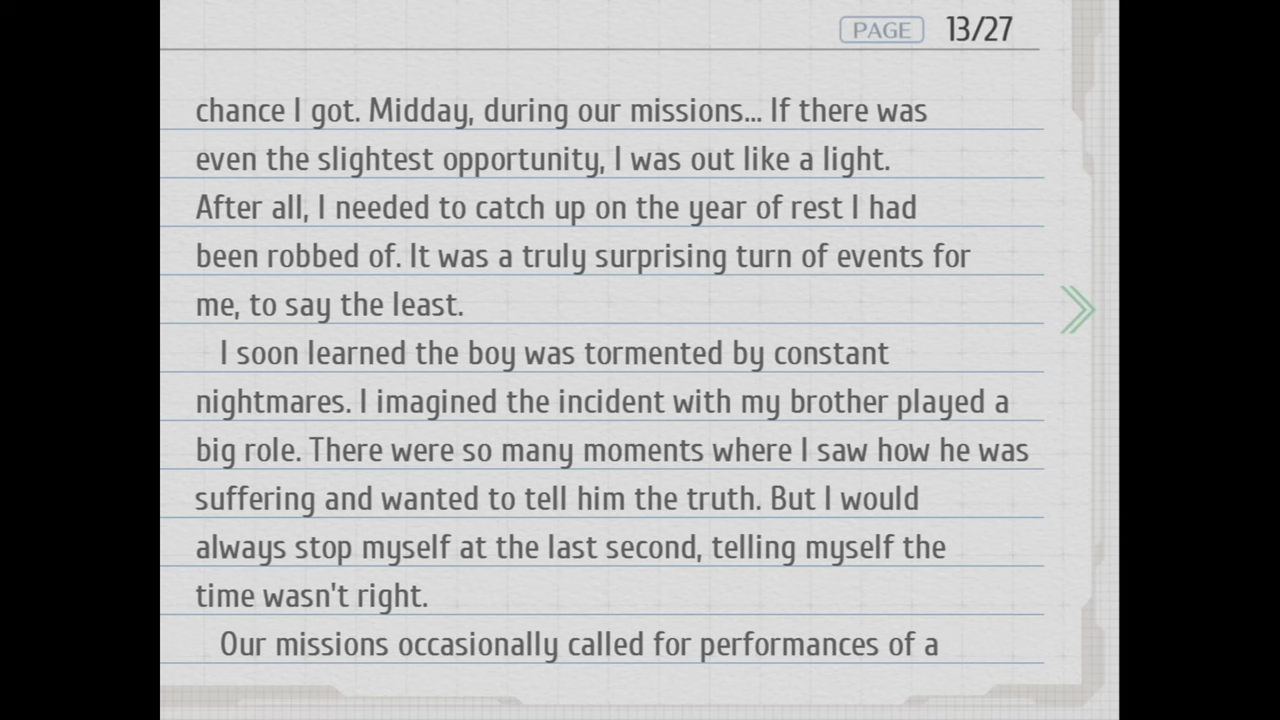 PAGE 13/27
chance I got. Midday, during our missions... If there was
even the slightest opportunity, I was out like a light.
After all, I needed to catch up on the year of rest I had
been robbed of. It was a truly surprising turn of events for
me, to say the least.
I soon learned the boy was tormented by constant
nightmares. I imagined the incident with my brother played a
big role. There were so many moments where I saw how he was
suffering and wanted to tell him the truth. But I would
always stop myself at the last second, telling myself the
time wasn't right.
Our missions occasionally called for performances of a